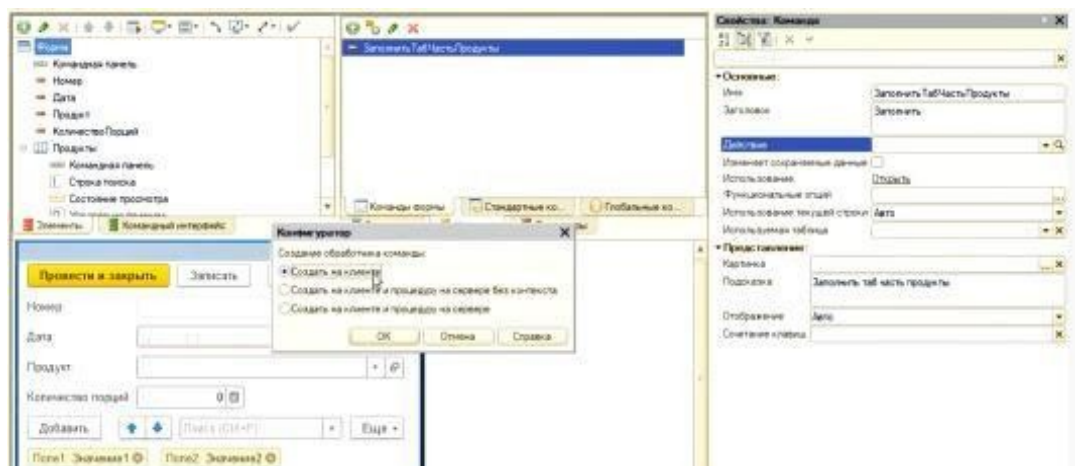 Форма
Командная панель
Номер
Дата
Продукт
КоличествоПорций
Продукты
Командная панель
Строка поиска
Состояние просмотра
Элементы
Командный интерфейс
ЗаполнитьТабЧастьПродукты
Команды формы
Стандартные ко...
Глобальные ко...
Свойства: Команда
Основные:
Имя
ЗаполнитьТабЧастьПродукты
Заголовок
Заполнить
Действие
Изменяет сохраняемые данные
Использование
Открыть
Функциональные опции
Использование текущей строки
Авто
Используемая таблица
Представление:
Картинка
Подсказка
Заполнить таб часть продукты
Отображение
Авто
Сочетание клавиш
Конфигуратор
Создание обработчика команды:
Создать на клиенте
Создать на клиенте и процедуру на сервере без контекста
Создать на клиенте и процедуру на сервере
OK
Отмена
Справка
Провести и закрыть
Записать
Номер:
Дата:
Продукт:
Количество порций:
0
Добавить
Поиск (Ctrl+F)
Еще
Поле1: Значение1
Поле2: Значение2